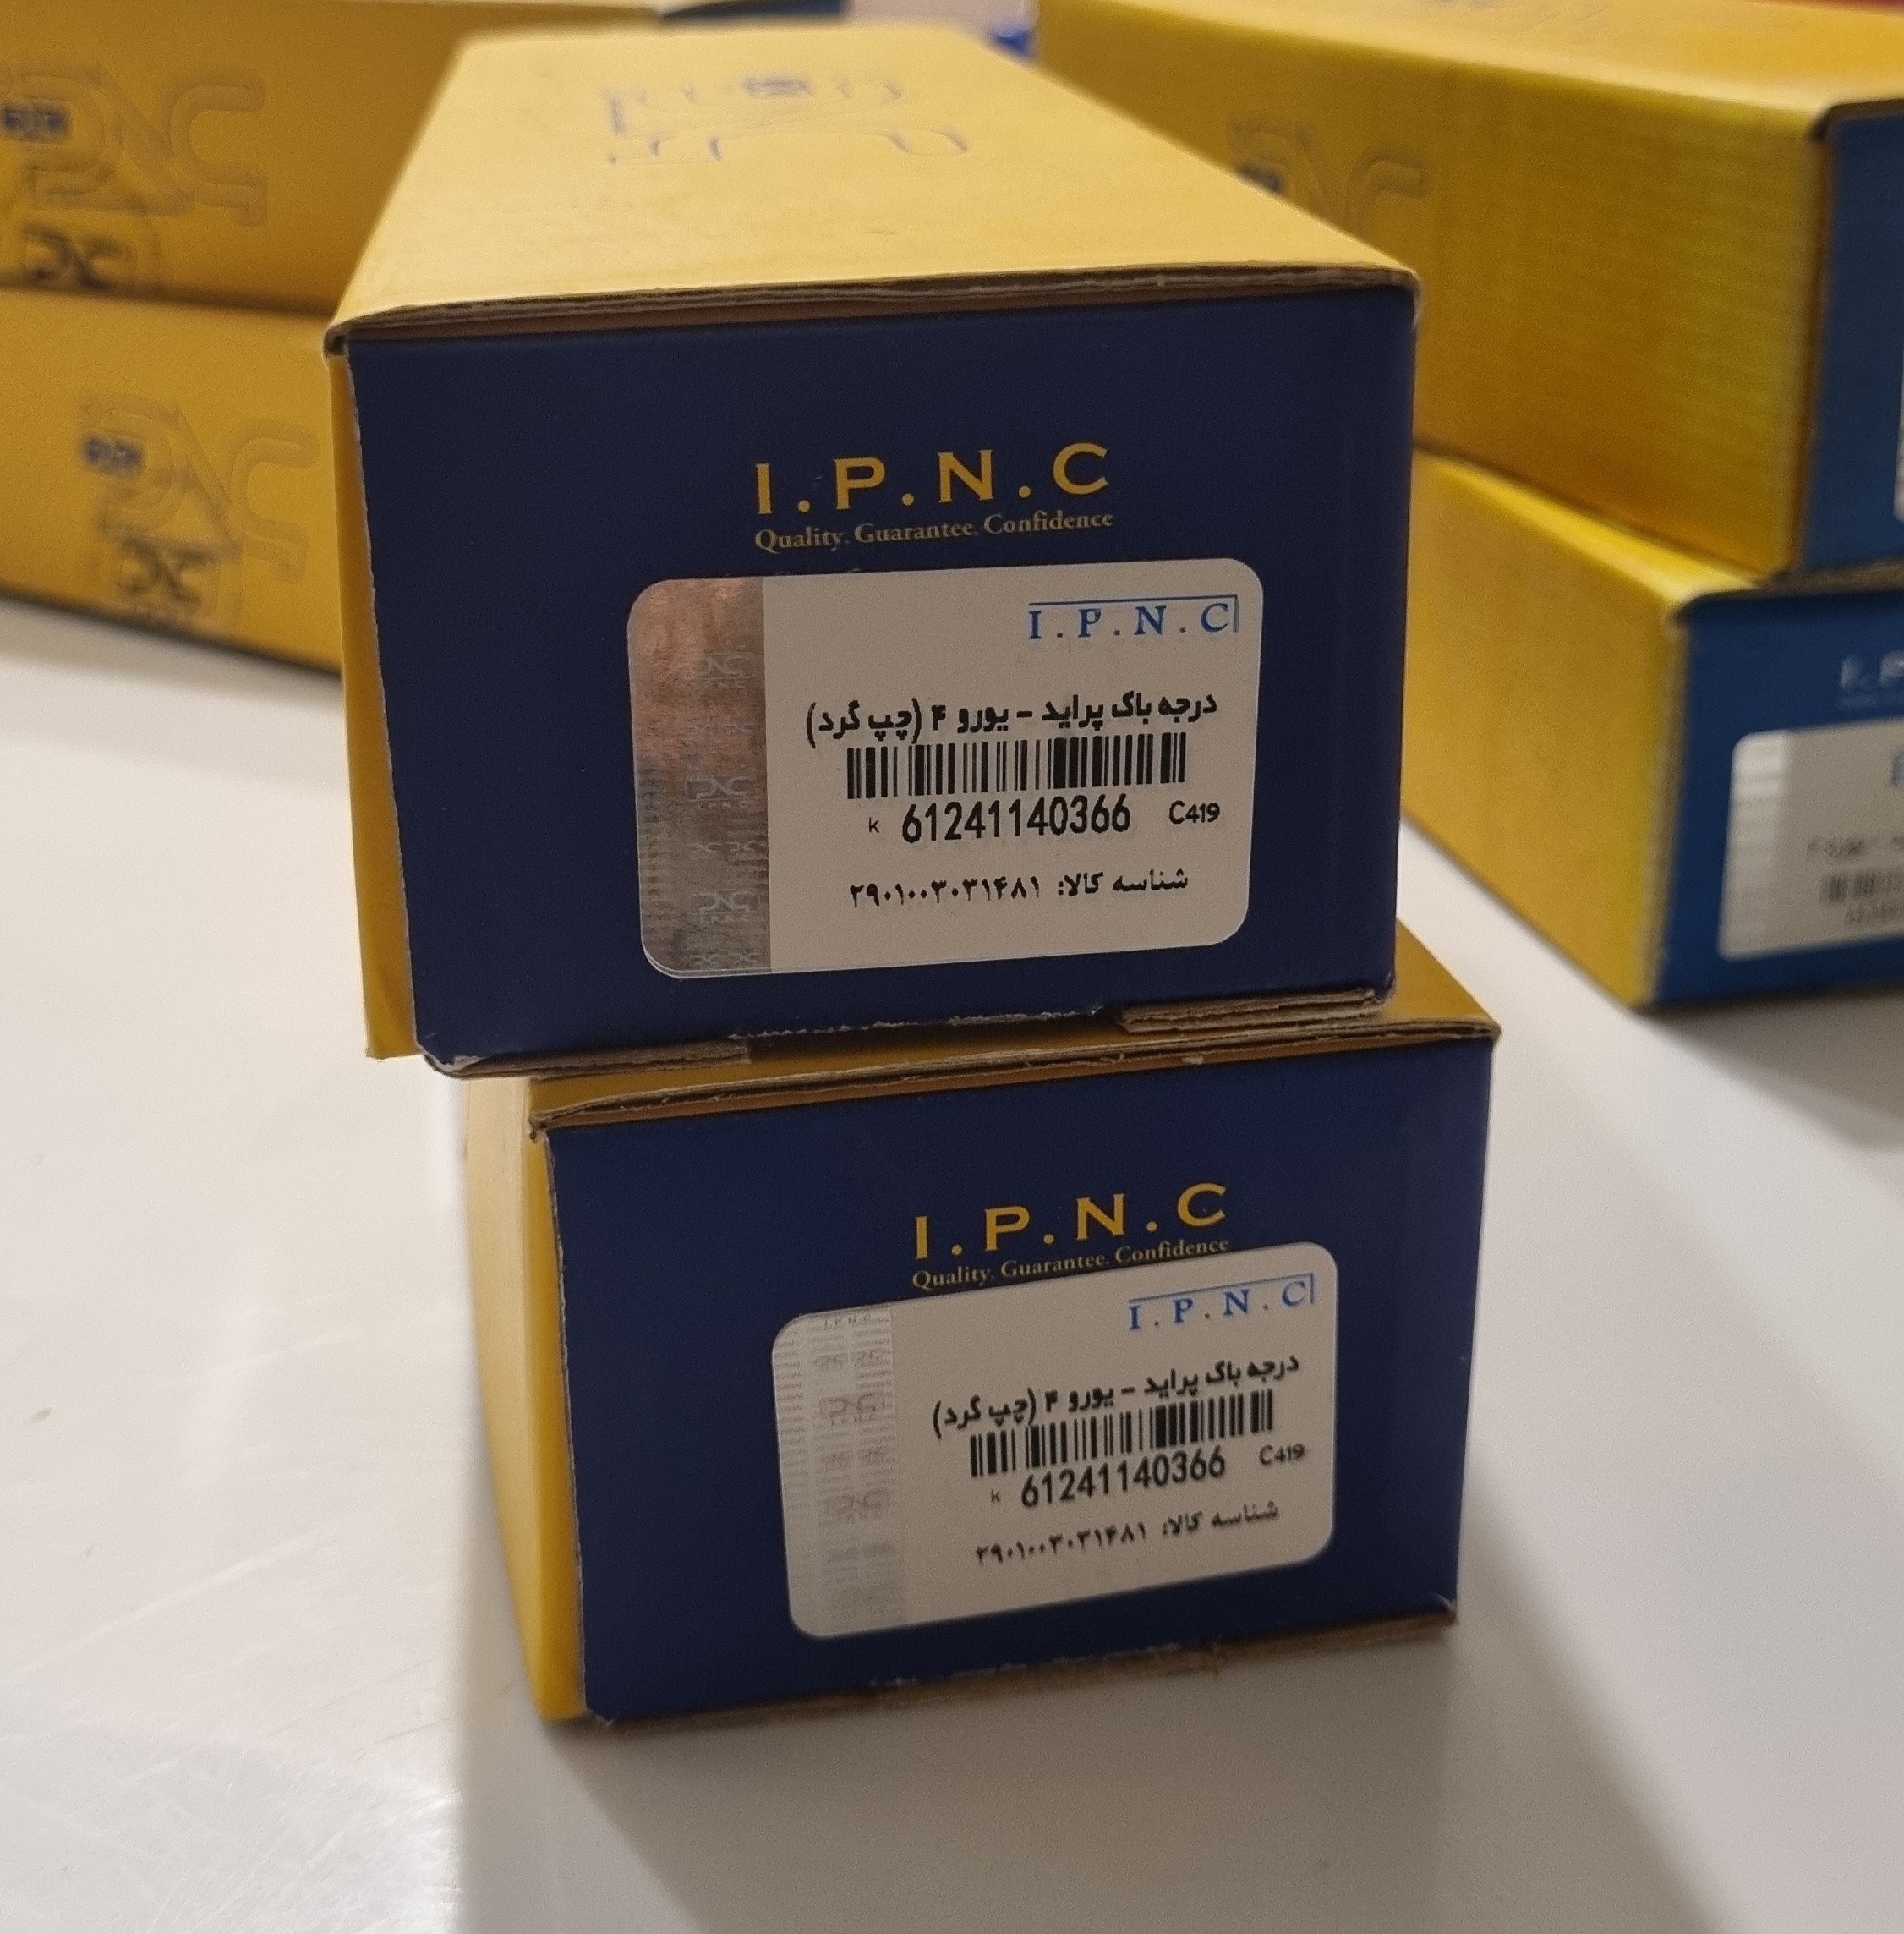 I.P.N.C
Quality. Guarantee. Confidence
I.P.N.C
درجه باک پراید - یورو ۴ (چپ گرد)
k 61241140366 C419
شناسه کالا: ۲۹۰۱۰۰۳۰۳۱۴۸۱
I.P.N.C
Quality. Guarantee. Confidence
I.P.N.C
درجه باک پراید - یورو ۴ (چپ گرد)
k 61241140366 C419
شناسه کالا: ۲۹۰۱۰۰۳۰۳۱۴۸۱